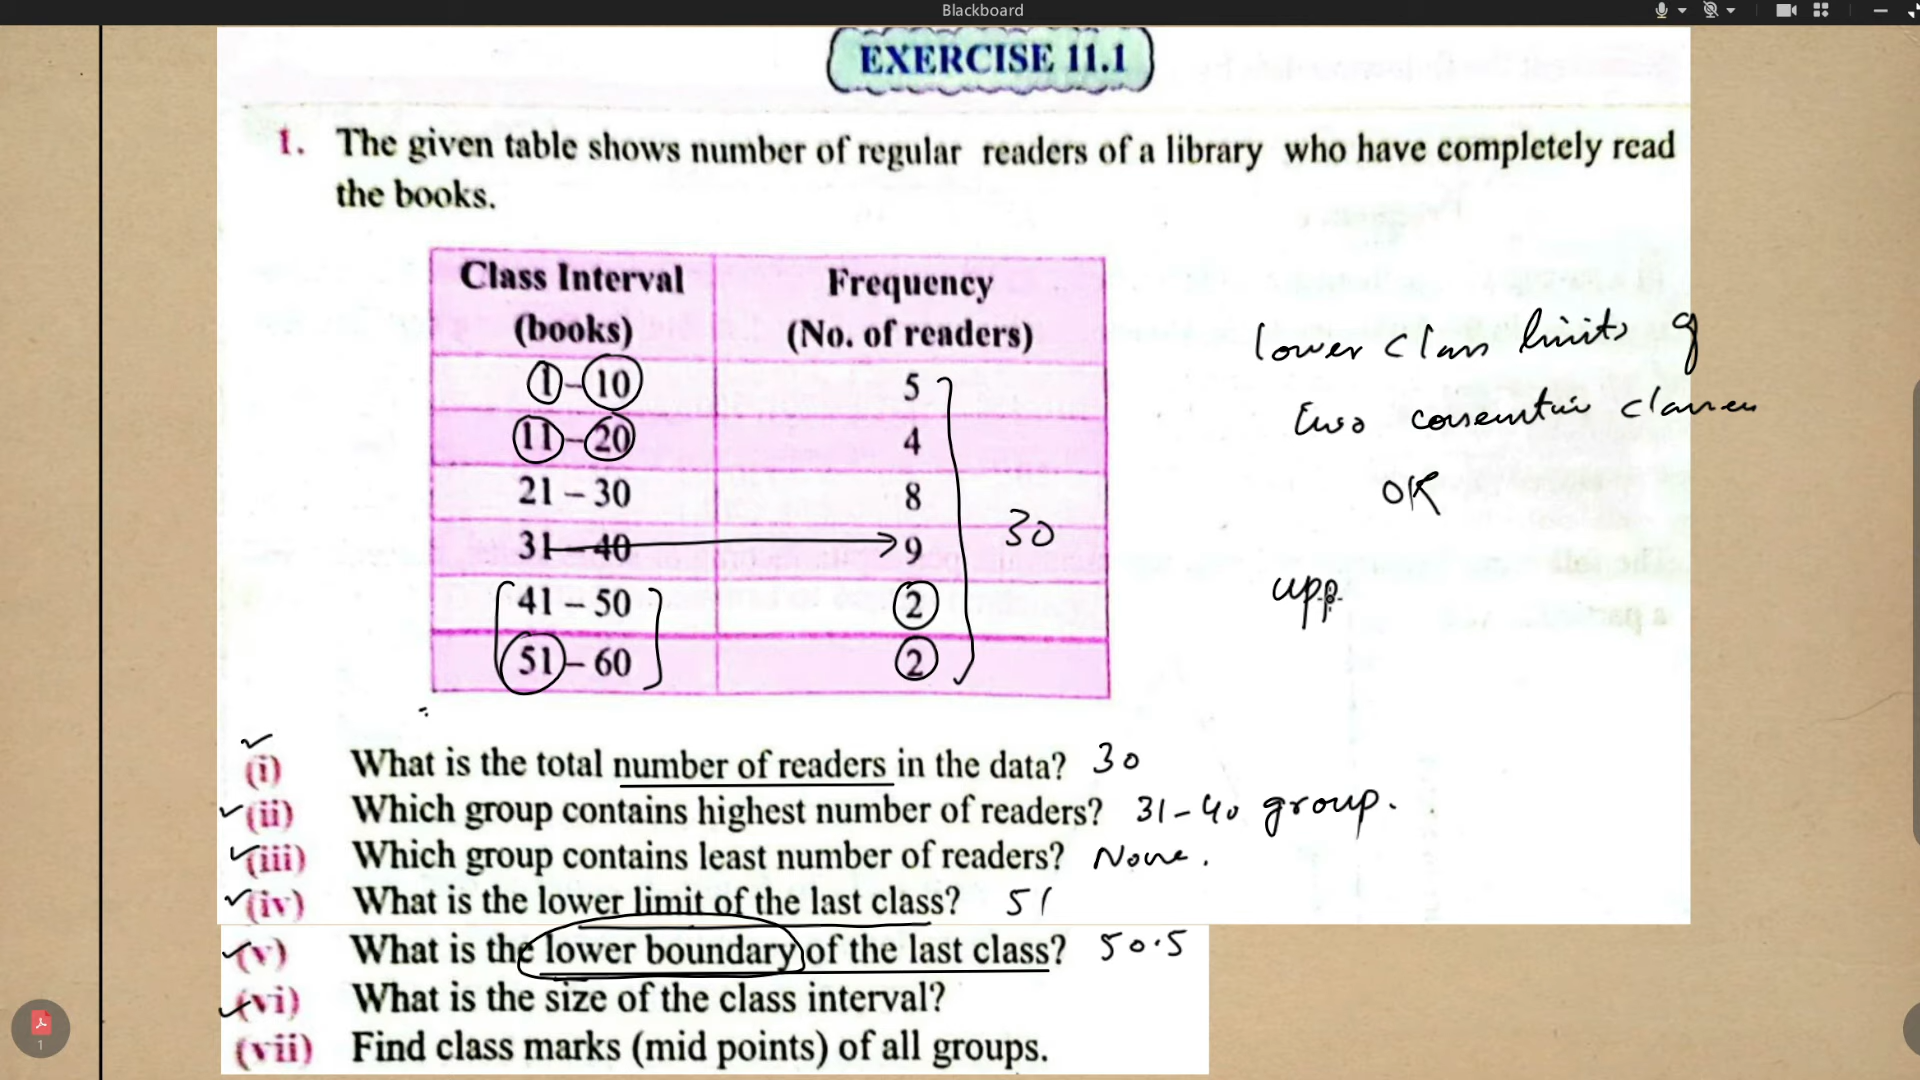 Blackboard
EXERCISE 11.1
1. The given table shows number of regular readers of a library who have completely read
the books.
Class Interval
(books)
Frequency
(No. of readers)
1 – 10 5
11 – 20 4
21 – 30 8
31 – 40 9
41 – 50 2
51 – 60 2
30
lower class limits of
two consecutive classes
OR
upp
(i) What is the total number of readers in the data? 30
(ii) Which group contains highest number of readers? 31-40 group.
(iii) Which group contains least number of readers? None.
(iv) What is the lower limit of the last class? 51
(v) What is the lower boundary of the last class? 50.5
(vi) What is the size of the class interval?
(vii) Find class marks (mid points) of all groups.
1